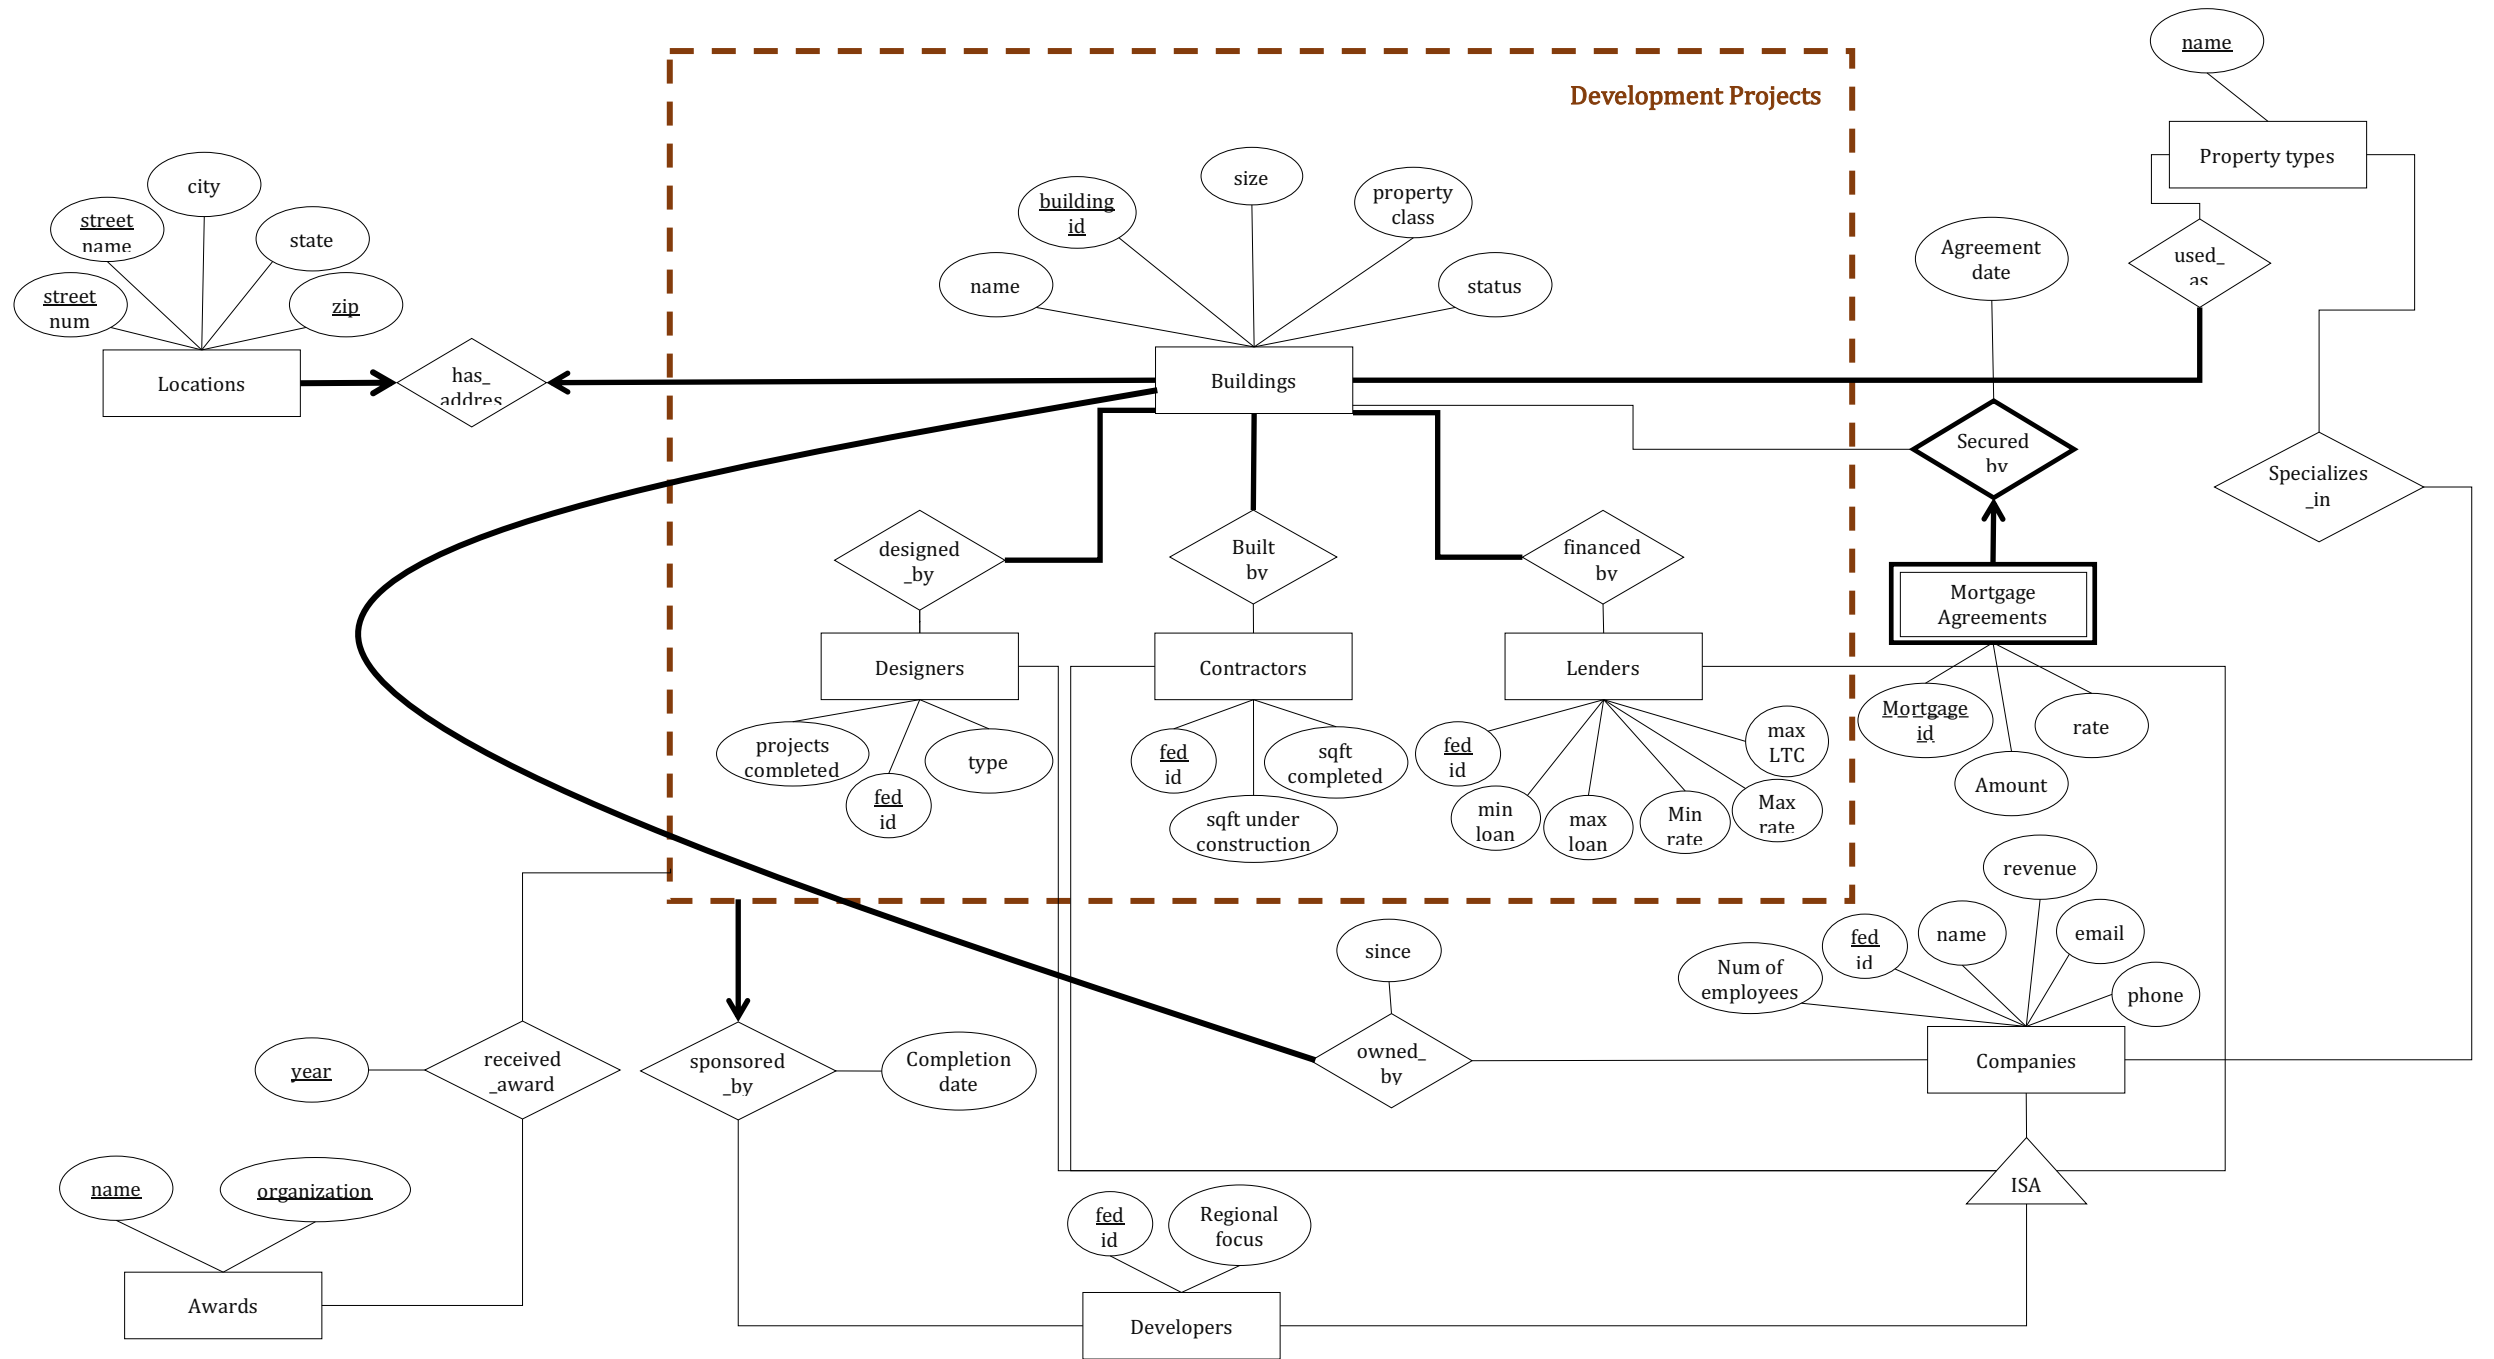 name
Development Projects
Property types
city
size
building
id
property
class
street
name
state
Agreement
date
used_
as
name
status
street
num
zip
Locations
has_
addres
Buildings
Secured
by
Specializes
_in
designed
_by
Built
by
financed
by
Mortgage
Agreements
Designers
Contractors
Lenders
projects
completed
type
fed
id
fed
id
sqft
completed
sqft under
construction
fed
id
min
loan
max
loan
Min
rate
Max
rate
max
LTC
Mortgage
id
rate
Amount
revenue
fed
id
name
email
Num of
employees
phone
since
received
_award
year
sponsored
_by
Completion
date
owned_
by
Companies
name
organization
ISA
fed
id
Regional
focus
Awards
Developers